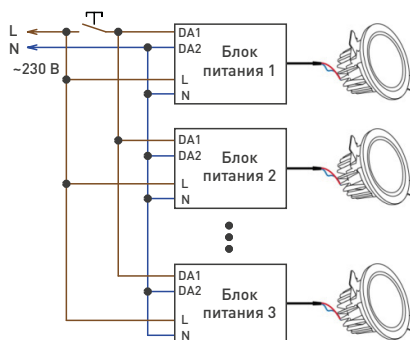 L
N
~230 В
DA1
DA2
L
N
Блок
питания 1
DA1
DA2
L
N
Блок
питания 2
DA1
DA2
L
N
Блок
питания 3